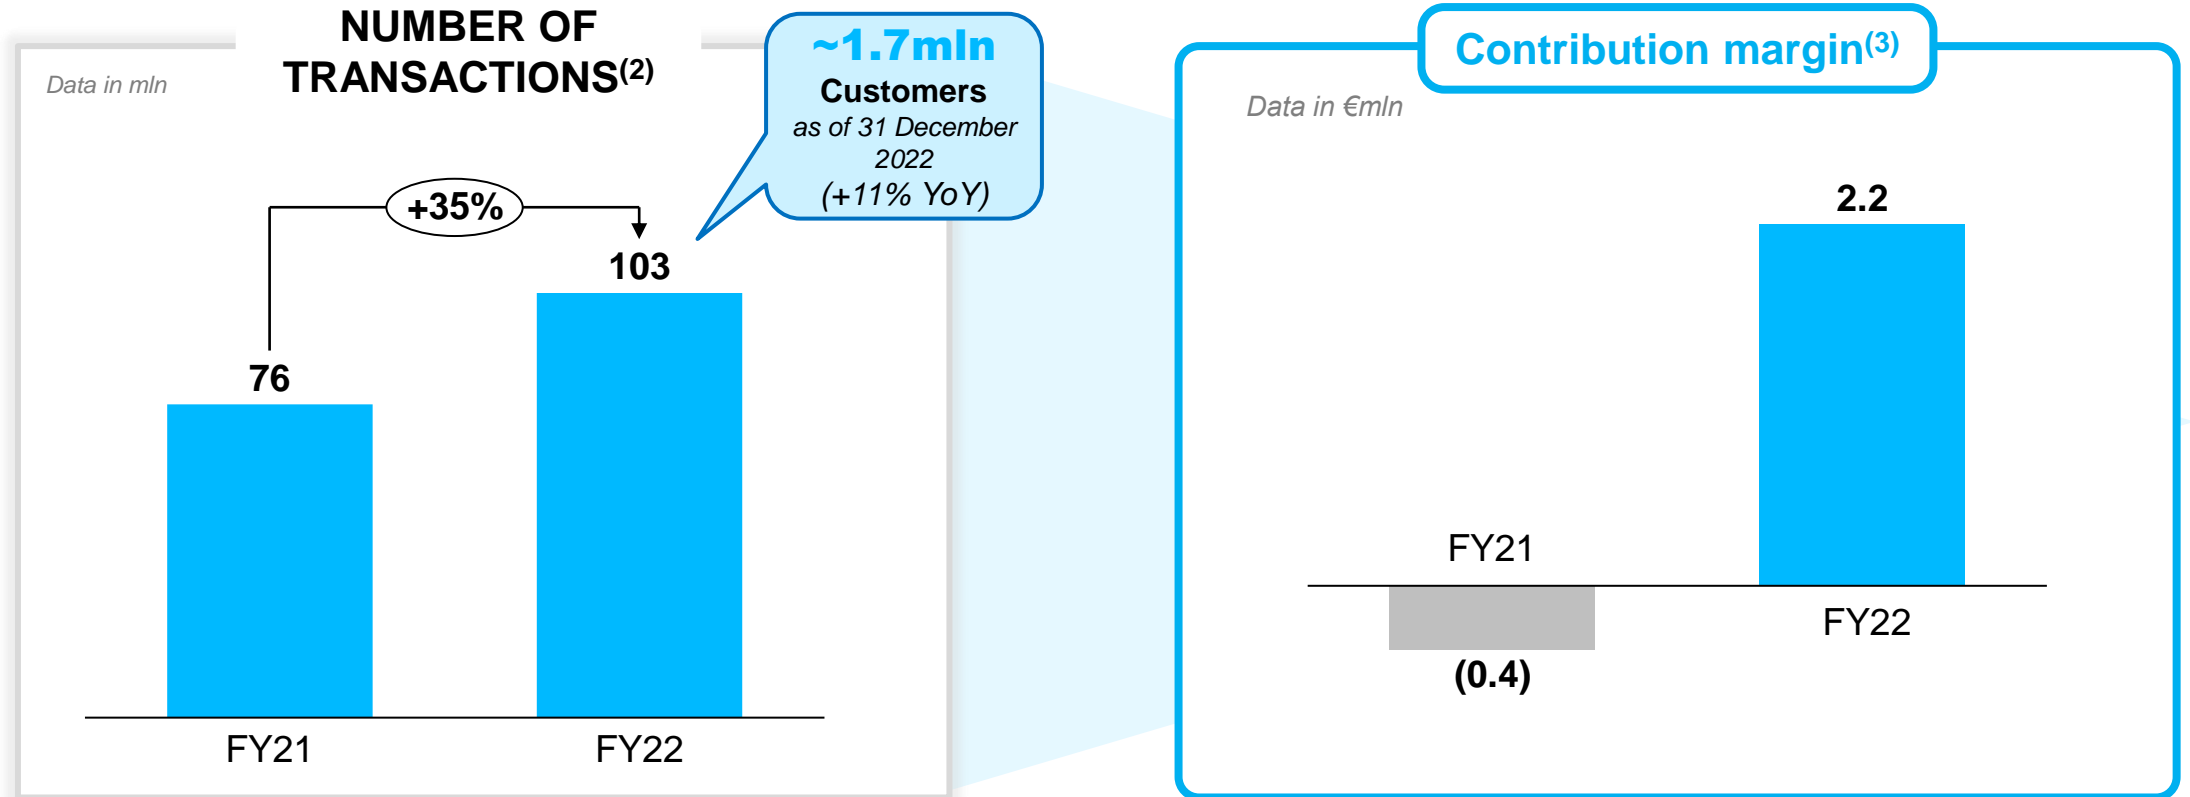 NUMBER OF
TRANSACTIONS(2)
Data in mln
~1.7mln
Customers
as of 31 December
2022
(+11% YoY)
+35%
76
103
FY21
FY22
Contribution margin(3)
Data in €mln
2.2
FY21
FY22
(0.4)